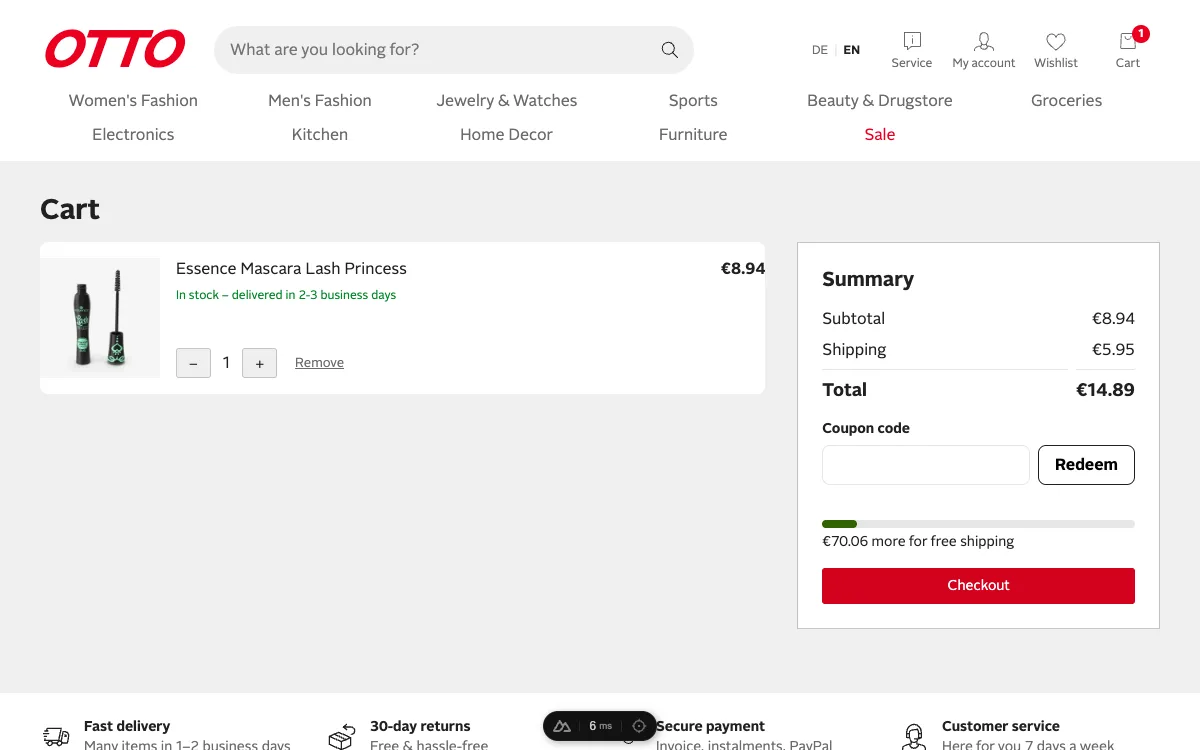 OTTO
What are you looking for?
DE | EN
Service
My account
Wishlist
1
Cart
Women's Fashion
Men's Fashion
Jewelry & Watches
Sports
Beauty & Drugstore
Groceries
Electronics
Kitchen
Home Decor
Furniture
Sale
Cart
Essence Mascara Lash Princess
€8.94
In stock – delivered in 2-3 business days
– 1 + Remove
Summary
Subtotal €8.94
Shipping €5.95
Total €14.89
Coupon code
Redeem
€70.06 more for free shipping
Checkout
Fast delivery
Many items in 1–2 business days
30-day returns
Free & hassle-free
6 ms
Secure payment
Invoice, instalments, PayPal
Customer service
Here for you 7 days a week